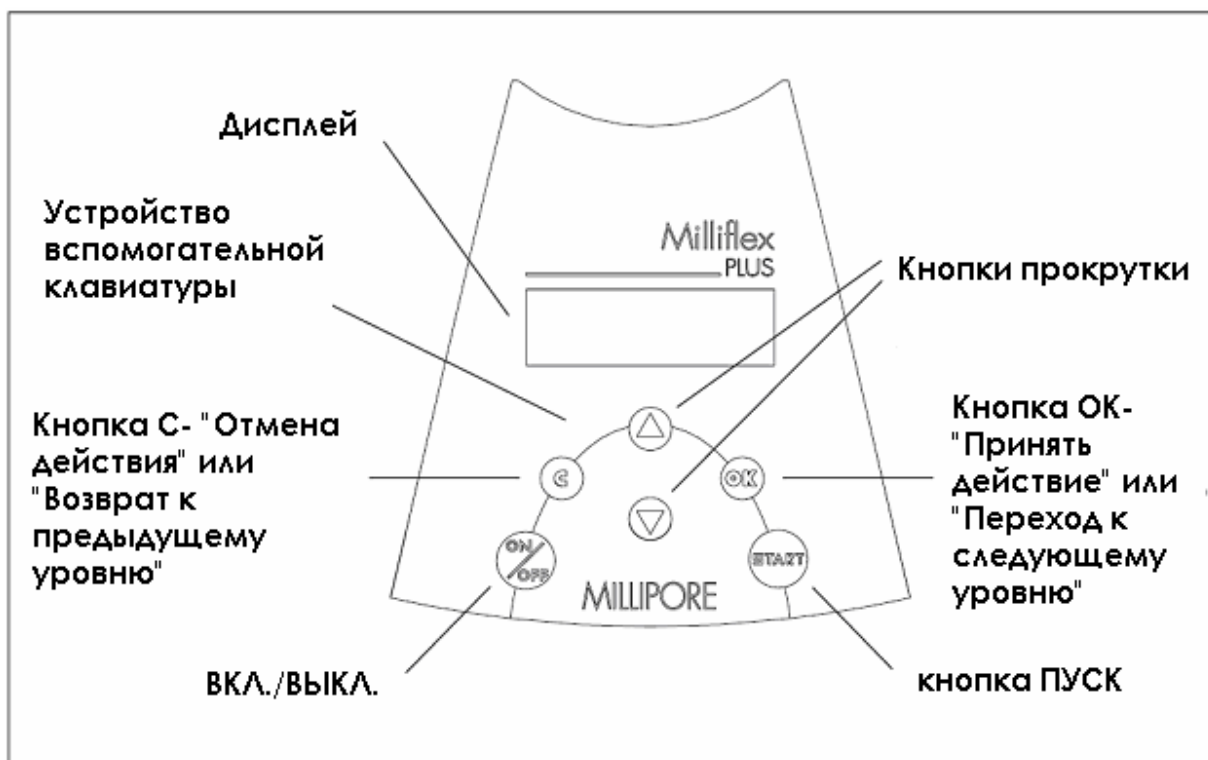 Дисплей
Устройство
вспомогательной
клавиатуры
Milliflex
PLUS
Кнопки прокрутки
Кнопка С- "Отмена
действия" или
"Возврат к
предыдущему
уровню"
C
OK
Кнопка ОК-
"Принять
действие" или
"Переход к
следующему
уровню"
ON/OFF
START
MILLIPORE
ВКЛ./ВЫКЛ.
кнопка ПУСК